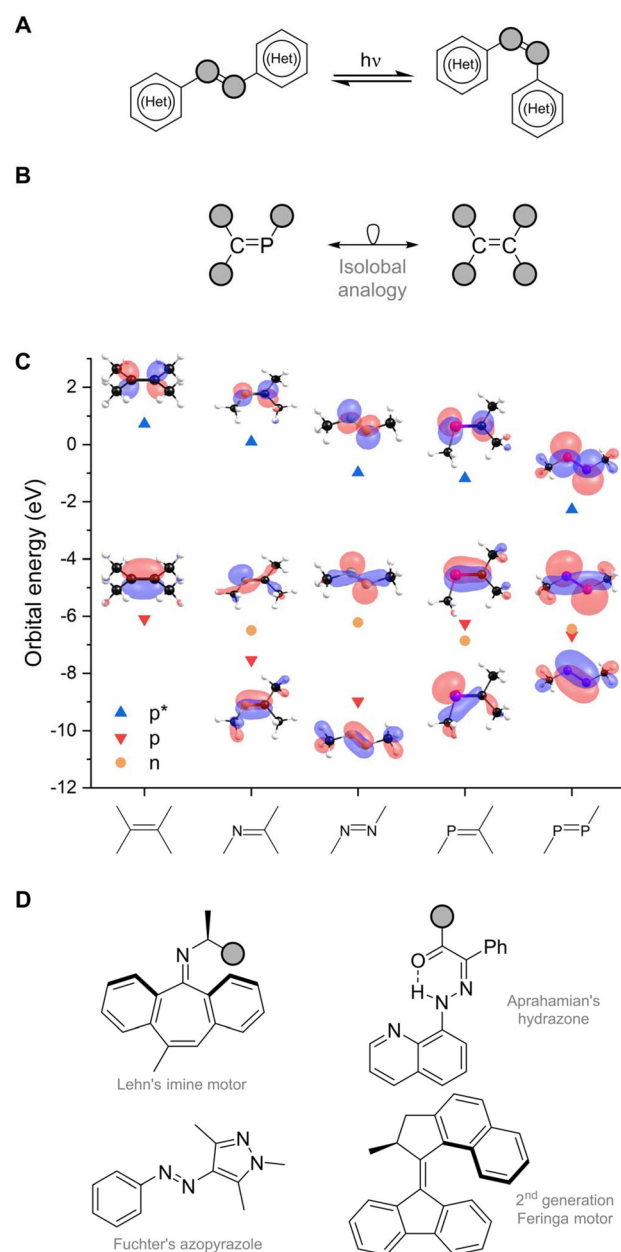 A
(Het)
(Het)
hν
(Het)
(Het)
B
C=P
C=C
Isolobal
analogy
C
Orbital energy (eV)
2
0
-2
-4
-6
-8
-10
-12
p*
p
n
N
N=N
P
P=P
D
N
Lehn's imine motor
O
Ph
H
N
N
N
Aprahamian's
hydrazone
N=N
N
N
Fuchter's azopyrazole
2nd generation
Feringa motor